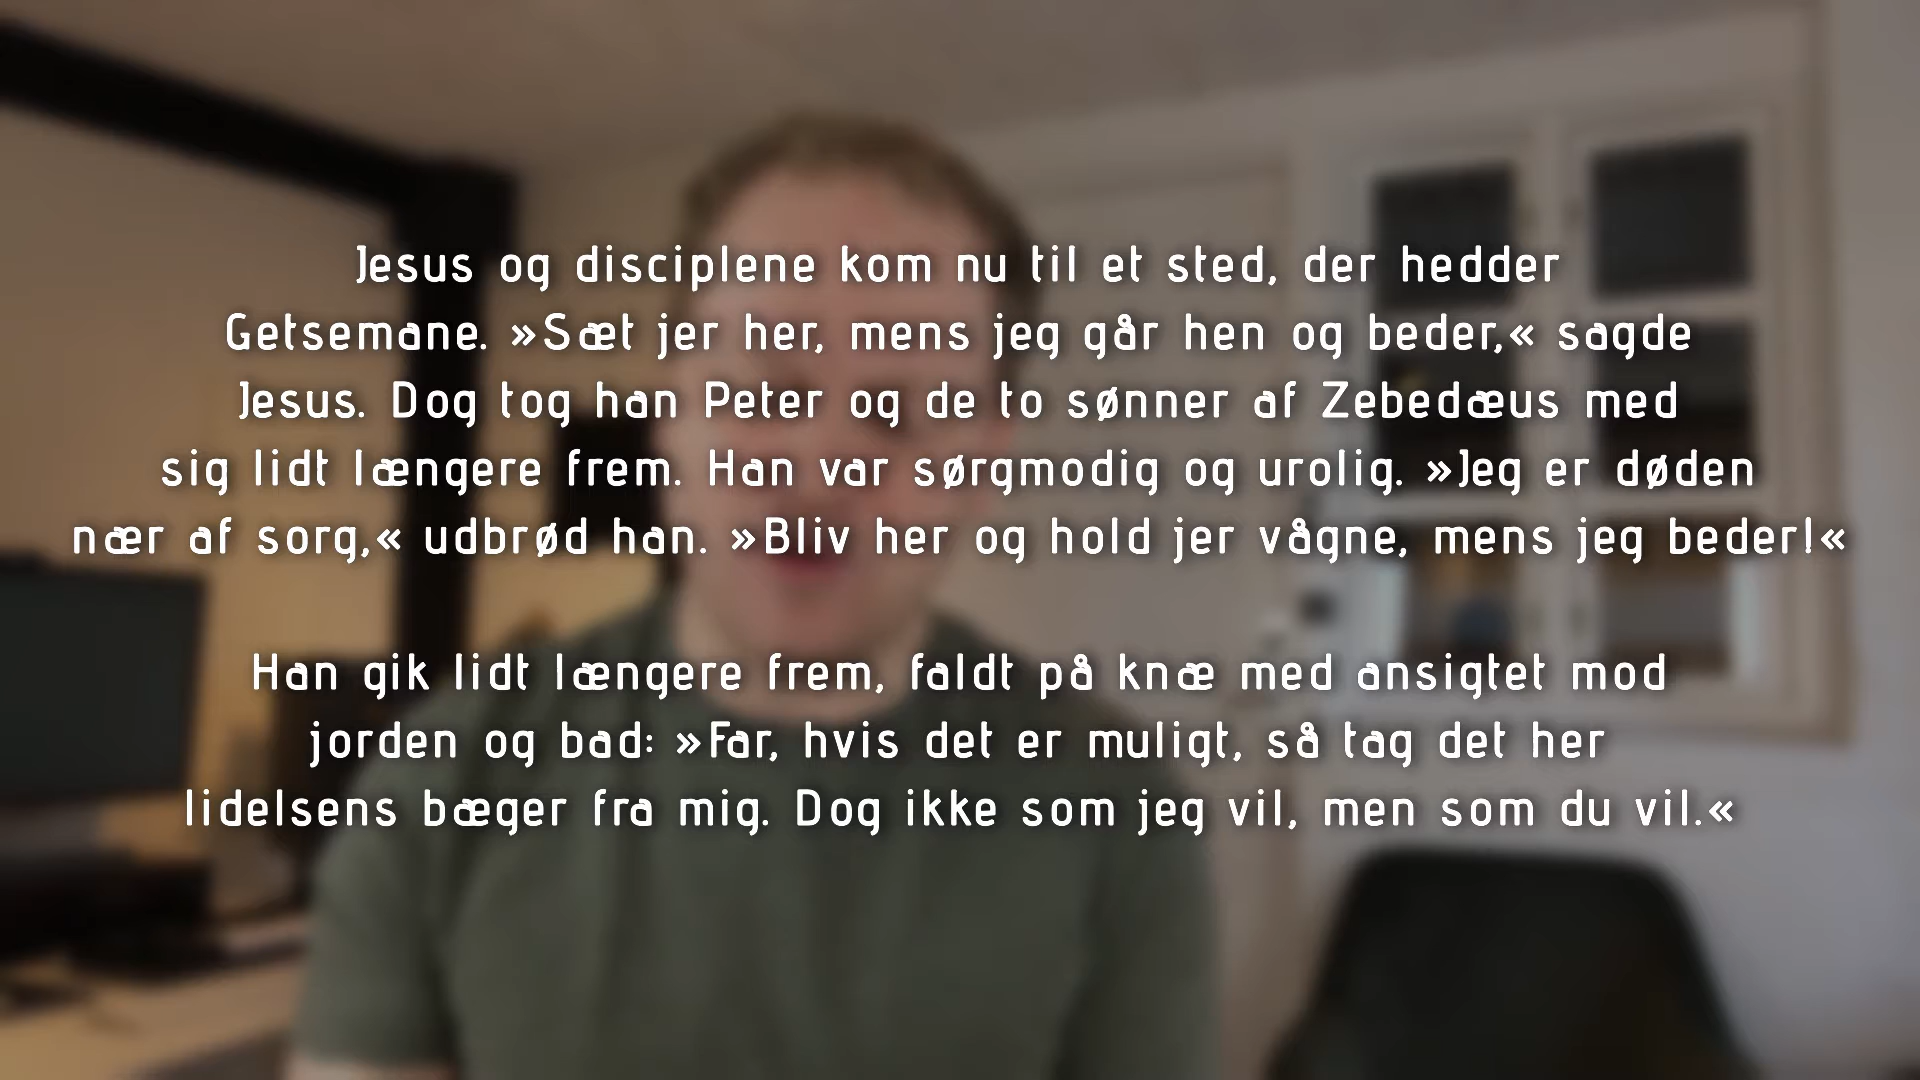 Jesus og disciplene kom nu til et sted, der hedder
Getsemane. »Sæt jer her, mens jeg går hen og beder,« sagde
Jesus. Dog tog han Peter og de to sønner af Zebedæus med
sig lidt længere frem. Han var sørgmodig og urolig. »Jeg er døden
nær af sorg,« udbrød han. »Bliv her og hold jer vågne, mens jeg beder!«
Han gik lidt længere frem, faldt på knæ med ansigtet mod
jorden og bad: »Far, hvis det er muligt, så tag det her
lidelsens bæger fra mig. Dog ikke som jeg vil, men som du vil.«